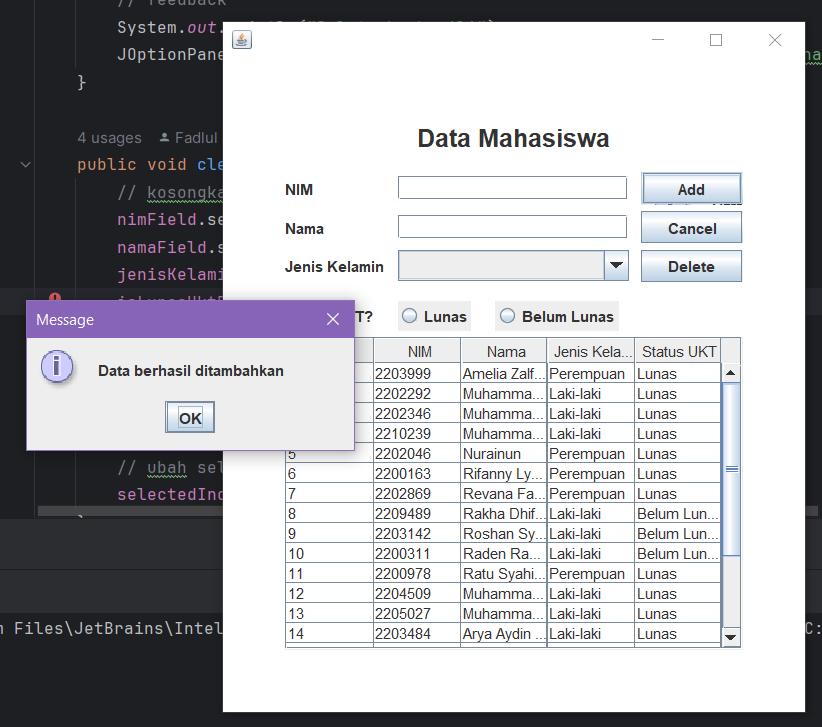 // feedback
System.out.
JOptionPane
}
4 usages Fadlul
public void cle
// kosongka
nimField.se
namaField.s
jenisKelami
// ubah sel
selectedInd
Files\JetBrains\Intel
C:
Data Mahasiswa
NIM
Add
Nama
Cancel
Jenis Kelamin
Delete
T?
Lunas
Belum Lunas
NIM Nama Jenis Kela... Status UKT
2203999 Amelia Zalf... Perempuan Lunas
2202292 Muhamma... Laki-laki Lunas
2202346 Muhamma... Laki-laki Lunas
2210239 Muhamma... Laki-laki Lunas
5 2202046 Nurainun Perempuan Lunas
6 2200163 Rifanny Ly... Perempuan Lunas
7 2202869 Revana Fa... Perempuan Lunas
8 2209489 Rakha Dhif... Laki-laki Belum Lun...
9 2203142 Roshan Sy... Laki-laki Belum Lun...
10 2200311 Raden Ra... Laki-laki Belum Lun...
11 2200978 Ratu Syahi... Perempuan Lunas
12 2204509 Muhamma... Laki-laki Lunas
13 2205027 Muhamma... Laki-laki Lunas
14 2203484 Arya Aydin ... Laki-laki Lunas
Message
Data berhasil ditambahkan
OK